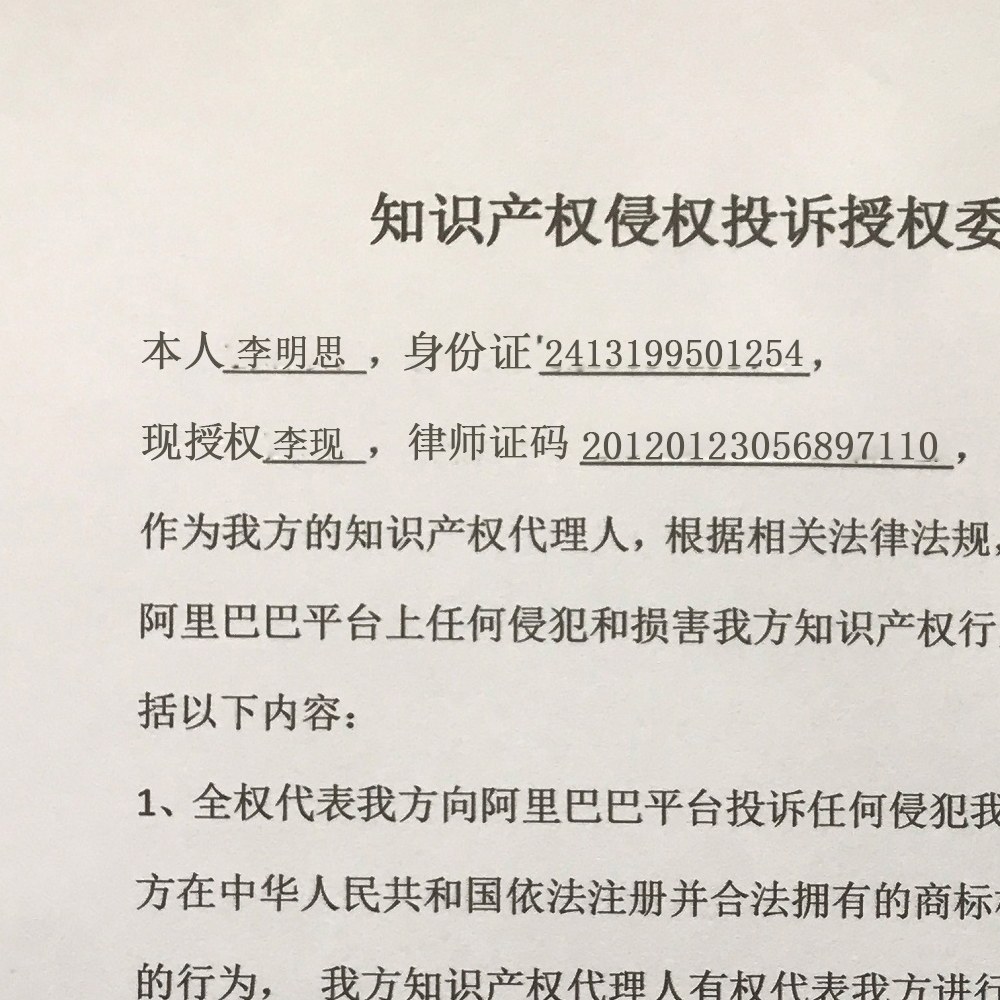 知识产权侵权投诉授权委
本人 李明思 ，身份证'2413199501254，
现授权 李现 ，律师证码 20120123056897110 ，
作为我方的知识产权代理人，根据相关法律法规，
阿里巴巴平台上任何侵犯和损害我方知识产权行
括以下内容：
1、全权代表我方向阿里巴巴平台投诉任何侵犯我
方在中华人民共和国依法注册并合法拥有的商标
的行为， 我方知识产权代理人有权代表我方进行